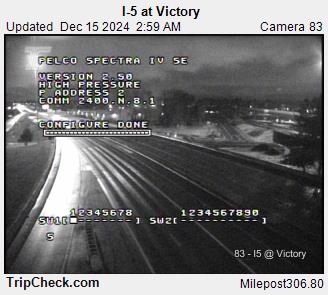 I-5 at Victory
Updated Dec 15 2024 2:59 AM Camera 83
PELCO SPECTRA IV SE
VERSION 2.50
HIGH PRESSURE
P ADDRESS 2
COMM 2400.N.8.1
CONFIGURE DONE
12345678 1234567890
SW1[ ] SW2[ ]
S
83 - I5 @ Victory
TripCheck.com Milepost306.80